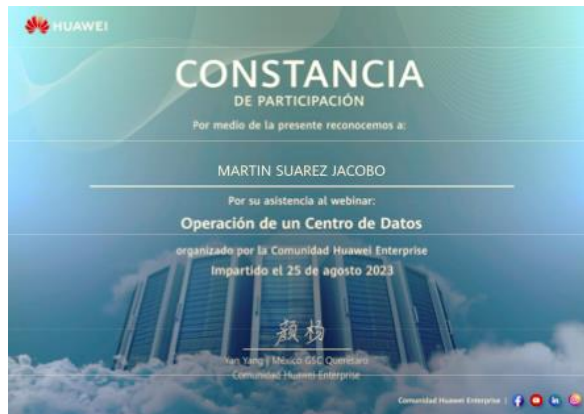 HUAWEI
CONSTANCIA
DE PARTICIPACIÓN
Por medio de la presente reconocemos a:
MARTIN SUAREZ JACOBO
Por su asistencia al webinar:
Operación de un Centro de Datos
organizado por la Comunidad Huawei Enterprise
Impartido el 25 de agosto 2023
颜杨
Yan Yang | México GSC Querétaro
Comunidad Huawei Enterprise
Comunidad Huawei Enterprise |